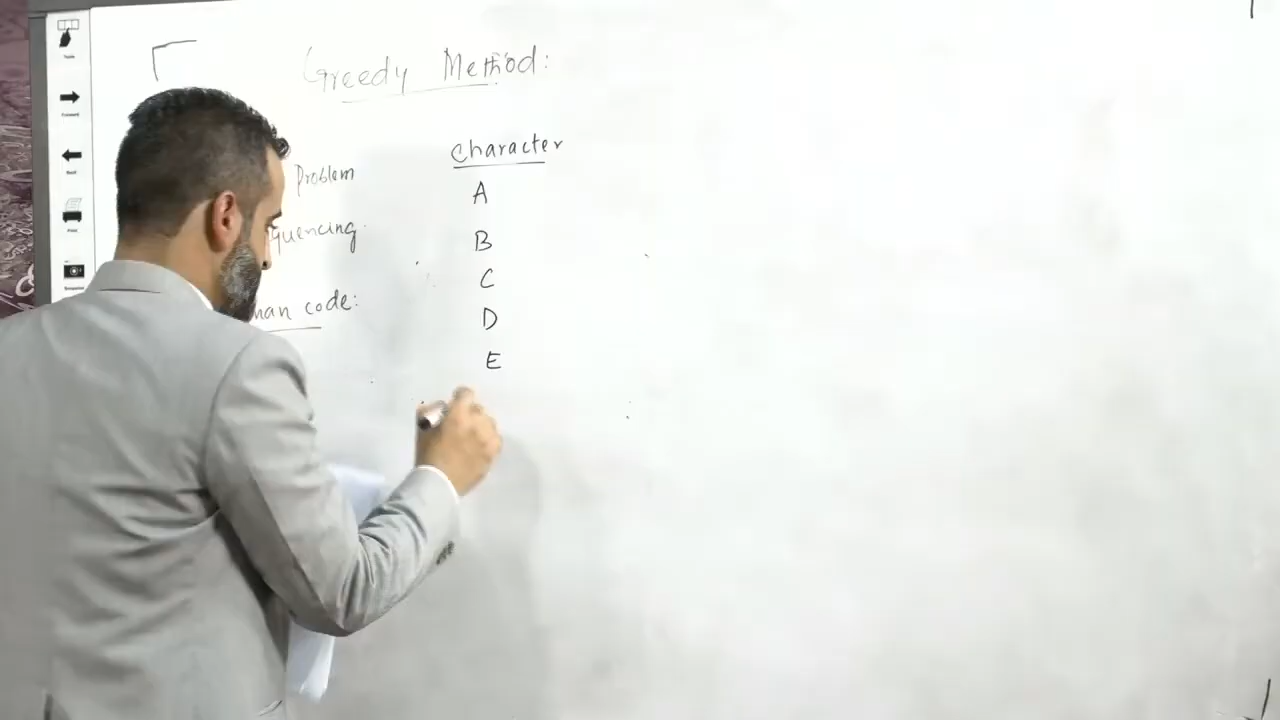 Greedy Method:
Problem
quencing
man code:
character
A
B
C
D
E